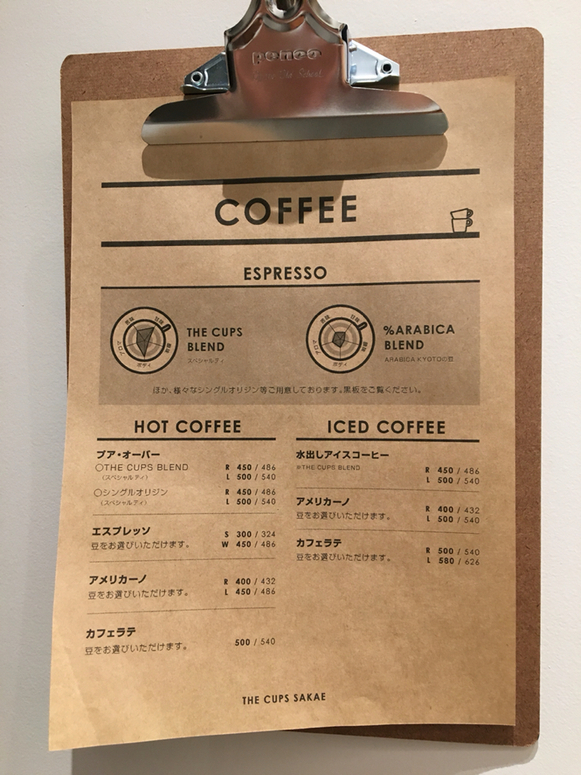 penco
COFFEE
ESPRESSO
THE CUPS
BLEND
スペシャルティ
%ARABICA
BLEND
ARABICA KYOTOの豆
ボディ
ボディ
ほか、様々なシングルオリジン等ご用意しております。黒板をご覧ください。
HOT COFFEE
プア・オーバー
○THE CUPS BLEND R 450 / 486
(スペシャルティ) L 500 / 540
○シングルオリジン R 450 / 486
(スペシャルティ) L 500 / 540
エスプレッソ S 300 / 324
豆をお選びいただけます。 W 450 / 486
アメリカーノ R 400 / 432
豆をお選びいただけます。 L 450 / 486
カフェラテ
豆をお選びいただけます。 500 / 540
ICED COFFEE
水出しアイスコーヒー
※THE CUPS BLEND R 450 / 486
L 500 / 540
アメリカーノ R 400 / 432
豆をお選びいただけます。 L 500 / 540
カフェラテ R 500 / 540
豆をお選びいただけます。 L 580 / 626
THE CUPS SAKAE